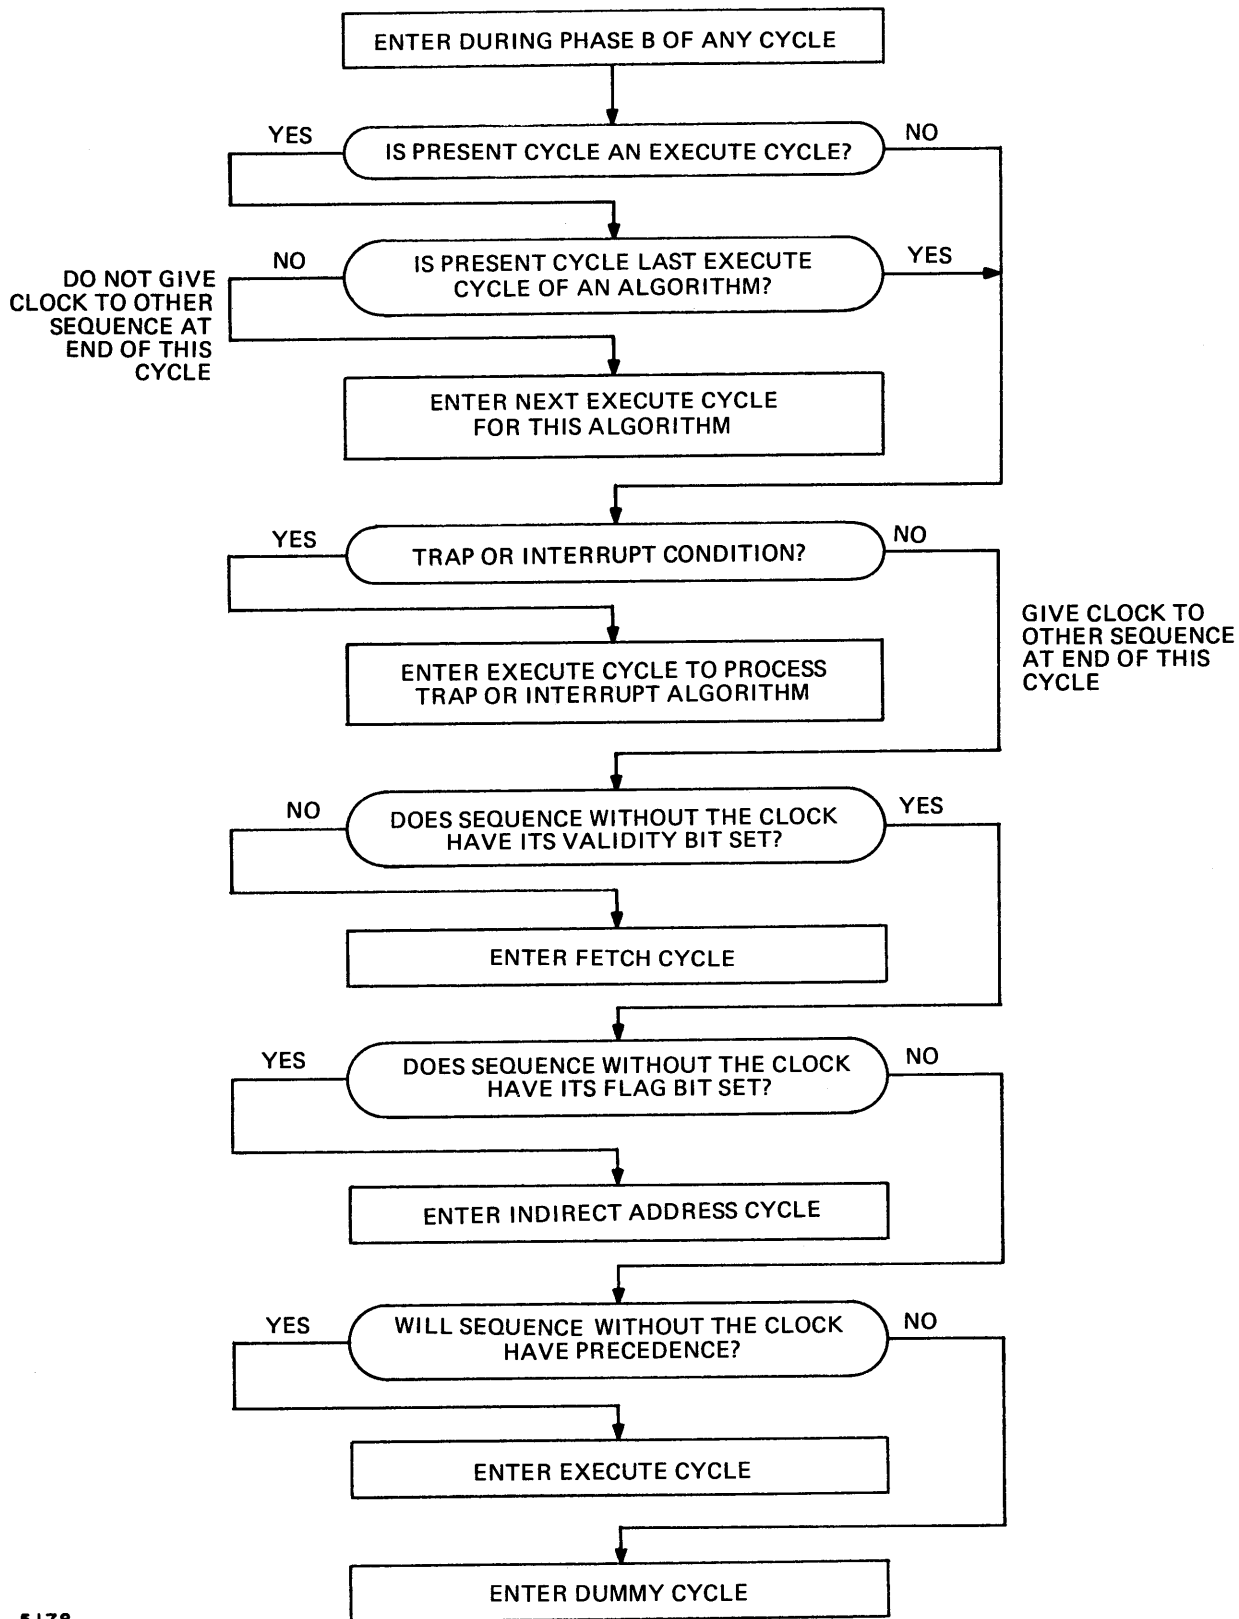 ENTER DURING PHASE B OF ANY CYCLE
YES
NO
IS PRESENT CYCLE AN EXECUTE CYCLE?
NO
IS PRESENT CYCLE LAST EXECUTE
CYCLE OF AN ALGORITHM?
YES
DO NOT GIVE
CLOCK TO OTHER
SEQUENCE AT
END OF THIS
CYCLE
ENTER NEXT EXECUTE CYCLE
FOR THIS ALGORITHM
YES
TRAP OR INTERRUPT CONDITION?
NO
GIVE CLOCK TO
OTHER SEQUENCE
AT END OF THIS
CYCLE
ENTER EXECUTE CYCLE TO PROCESS
TRAP OR INTERRUPT ALGORITHM
NO
DOES SEQUENCE WITHOUT THE CLOCK
HAVE ITS VALIDITY BIT SET?
YES
ENTER FETCH CYCLE
YES
DOES SEQUENCE WITHOUT THE CLOCK
HAVE ITS FLAG BIT SET?
NO
ENTER INDIRECT ADDRESS CYCLE
YES
WILL SEQUENCE WITHOUT THE CLOCK
HAVE PRECEDENCE?
NO
ENTER EXECUTE CYCLE
ENTER DUMMY CYCLE